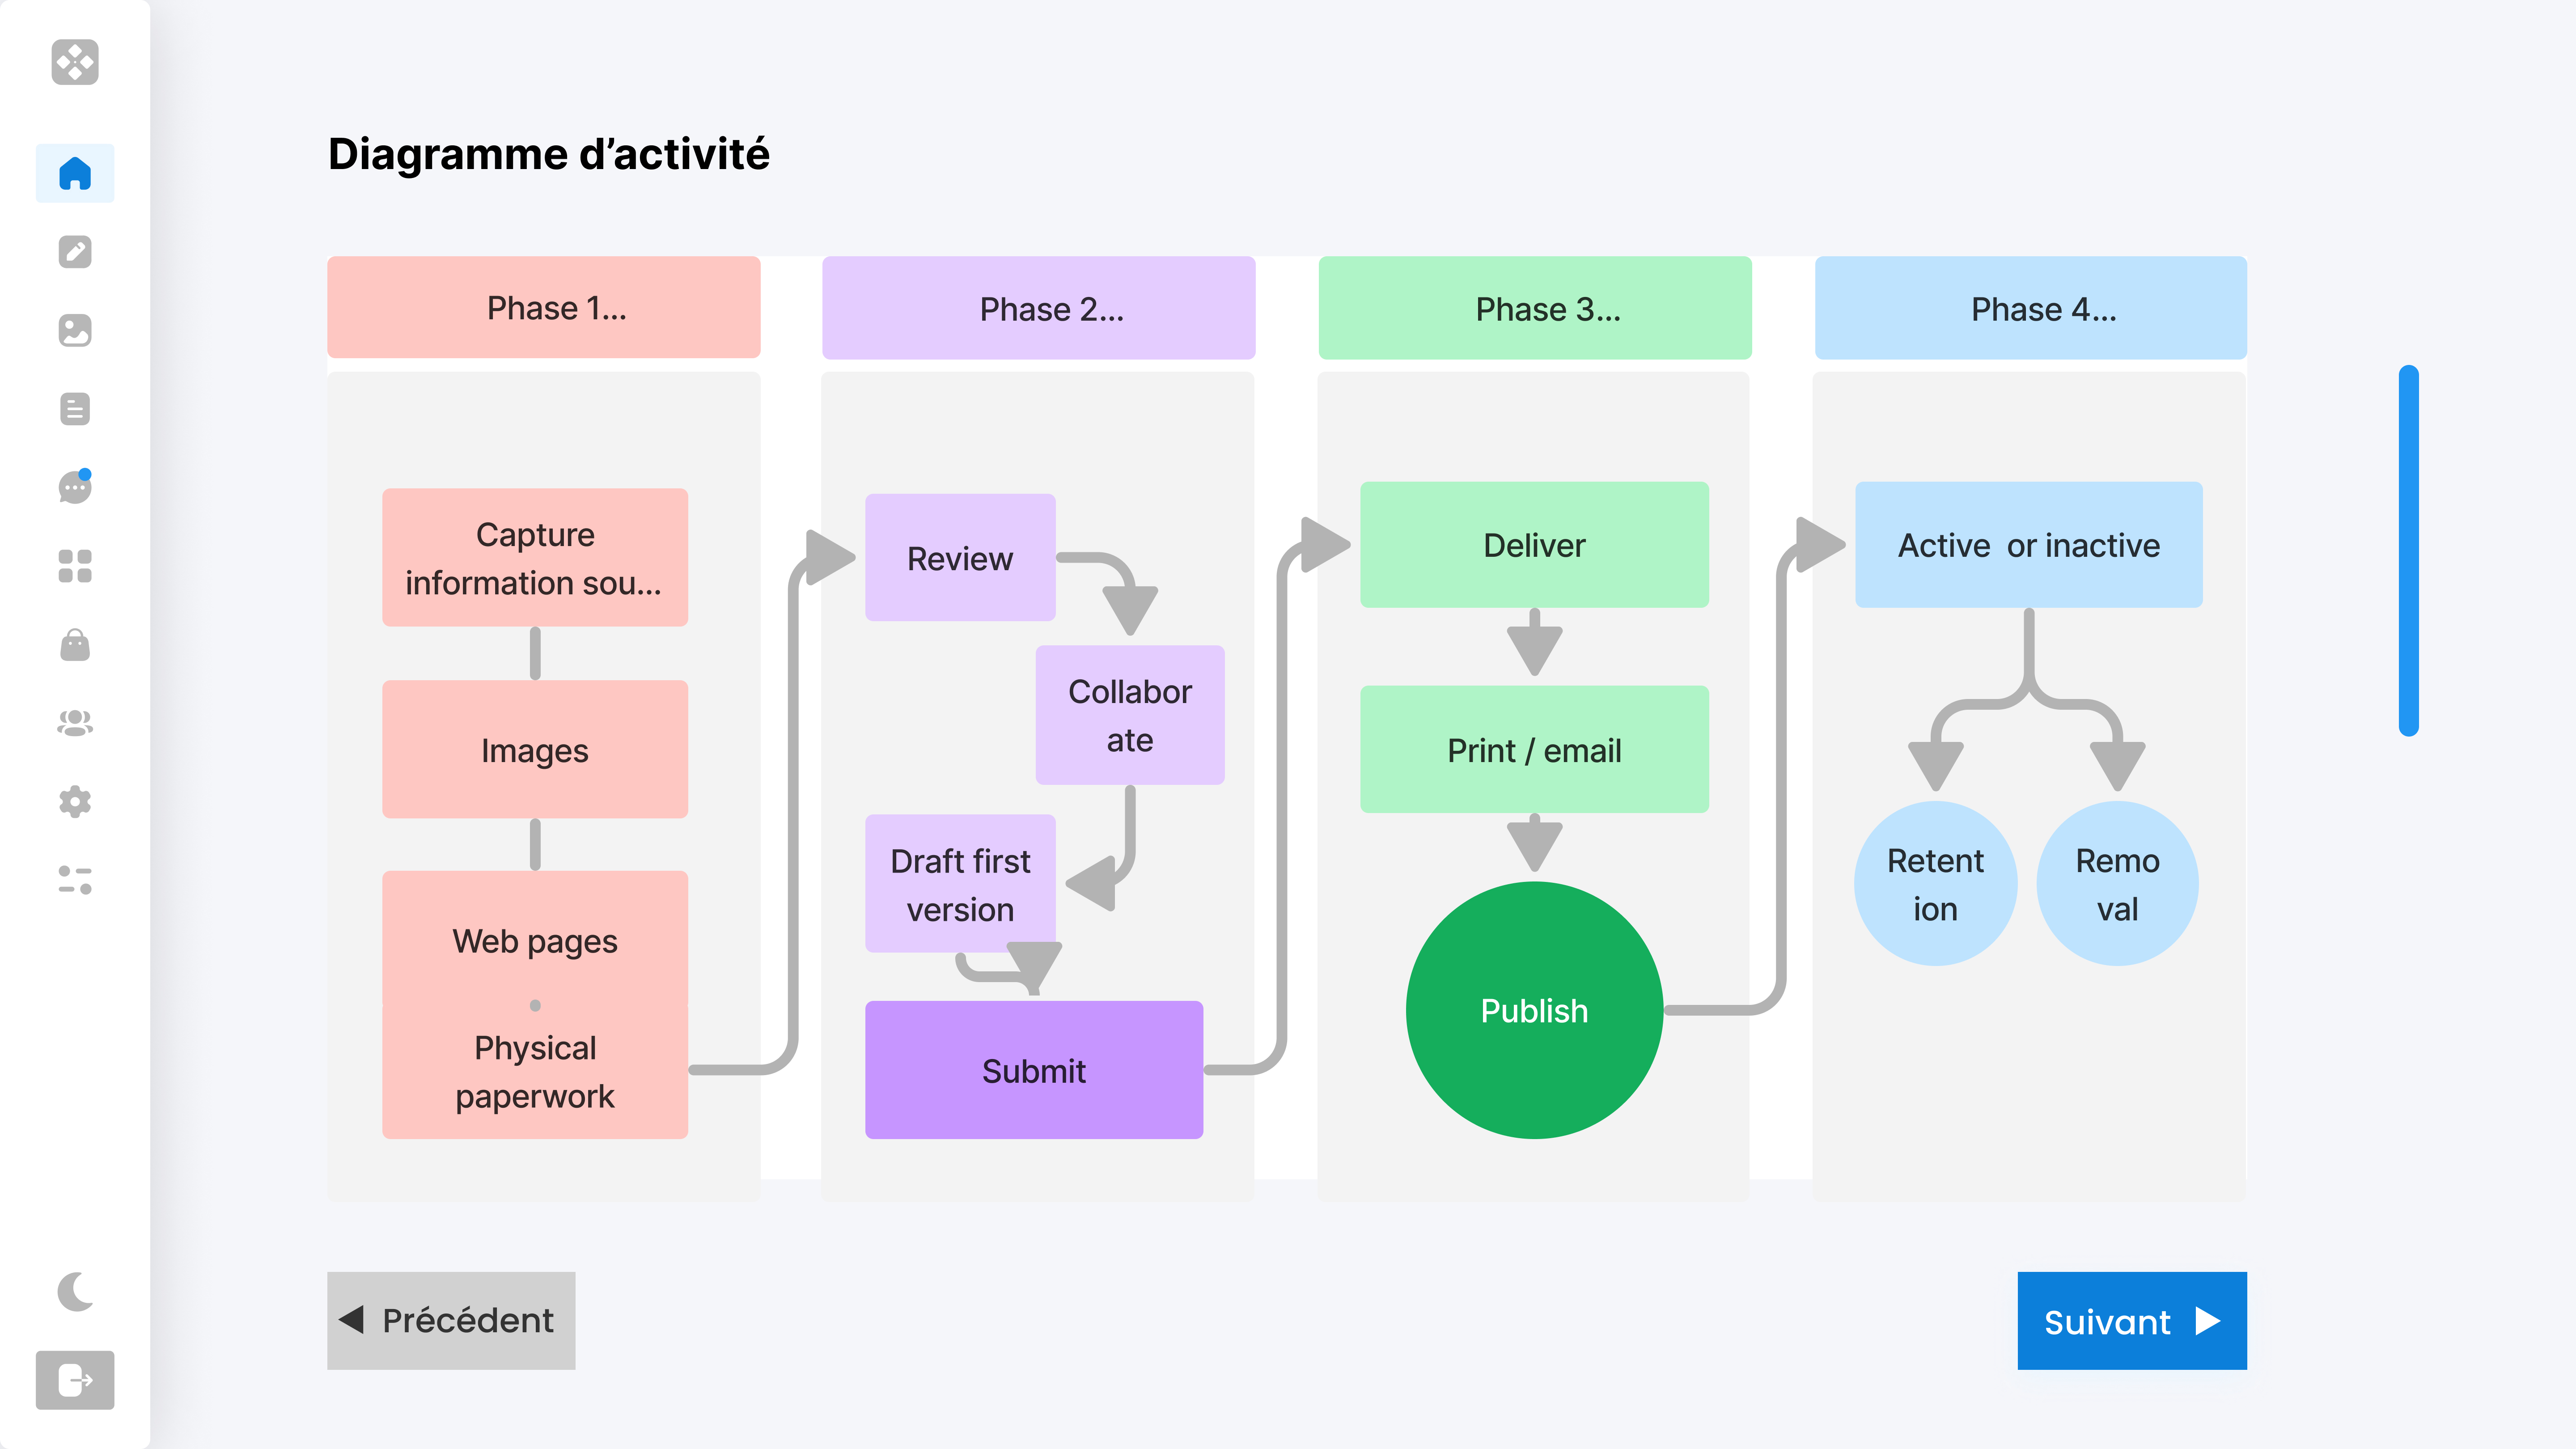 Diagramme d’activité
Phase 1...
Phase 2...
Phase 3...
Phase 4...
Capture
information sou...
Images
Web pages
Physical
paperwork
Review
Collabor
ate
Draft first
version
Submit
Deliver
Print / email
Publish
Active  or inactive
Retent
ion
Remo
val
Précédent
Suivant